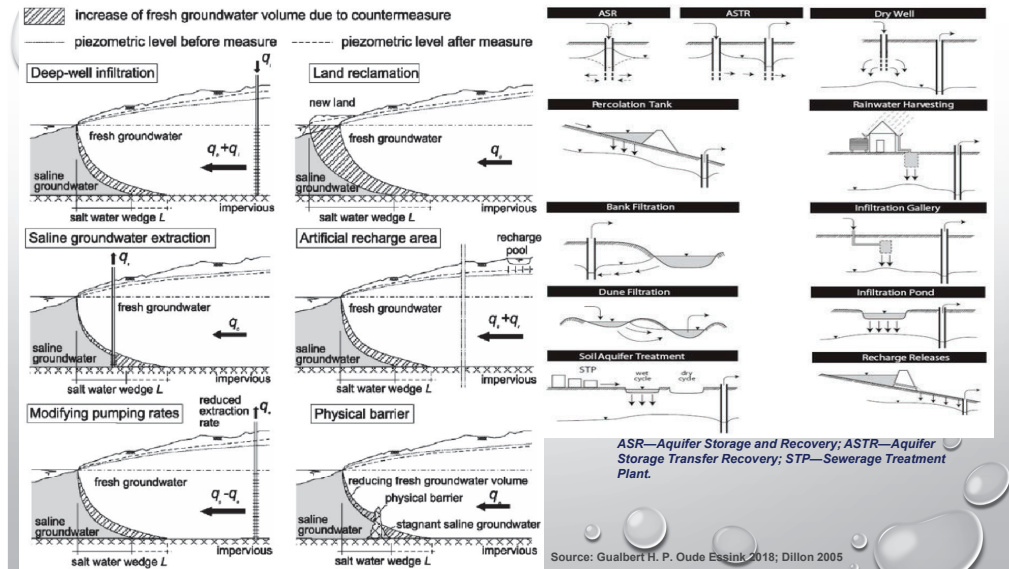 increase of fresh groundwater volume due to countermeasure
piezometric level before measure
piezometric level after measure
Deep-well infiltration
fresh groundwater
saline
groundwater
salt water wedge L
impervious
Land reclamation
new land
fresh groundwater
saline
groundwater
salt water wedge L
impervious
Saline groundwater extraction
fresh groundwater
saline
groundwater
salt water wedge L
impervious
Artificial recharge area
recharge
pool
fresh groundwater
saline
groundwater
salt water wedge L
impervious
Modifying pumping rates
reduced
extraction
rate
fresh groundwater
saline
groundwater
salt water wedge L
impervious
Physical barrier
reducing fresh groundwater volume
physical barrier
stagnant saline groundwater
saline
groundwater
salt water wedge L
impervious
ASR
ASTR
Dry Well
Percolation Tank
Rainwater Harvesting
Bank Filtration
Infiltration Gallery
Dune Filtration
Infiltration Pond
Soil Aquifer Treatment
STP
wet
cycle
dry
cycle
Recharge Releases
ASR—Aquifer Storage and Recovery; ASTR—Aquifer
Storage Transfer Recovery; STP—Sewerage Treatment
Plant.
Source: Gualbert H. P. Oude Essink 2018; Dillon 2005